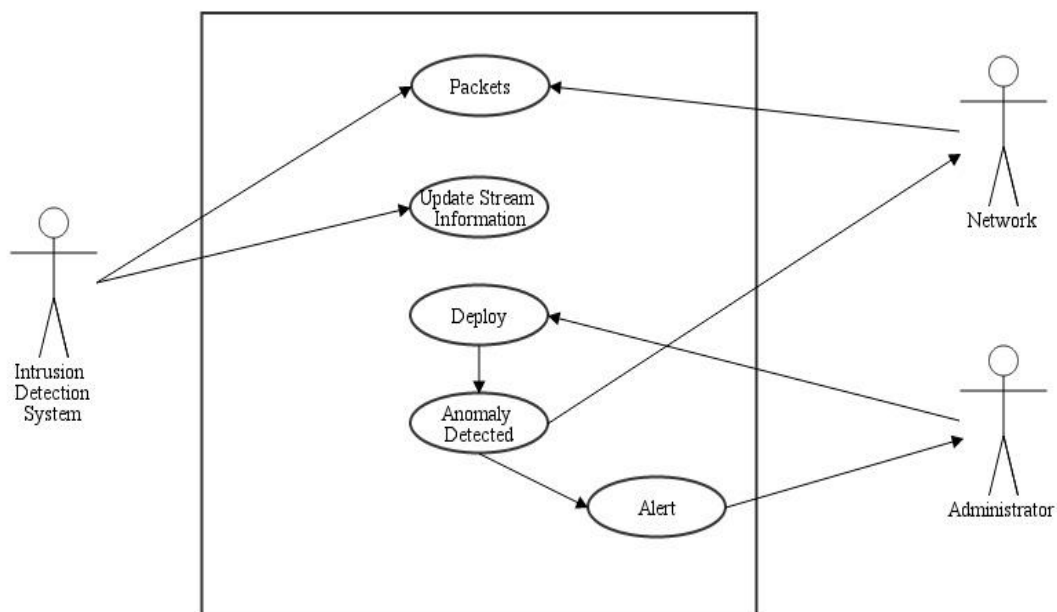 Packets
Update Stream
Information
Network
Deploy
Intrusion
Detection
System
Anomaly
Detected
Alert
Administrator